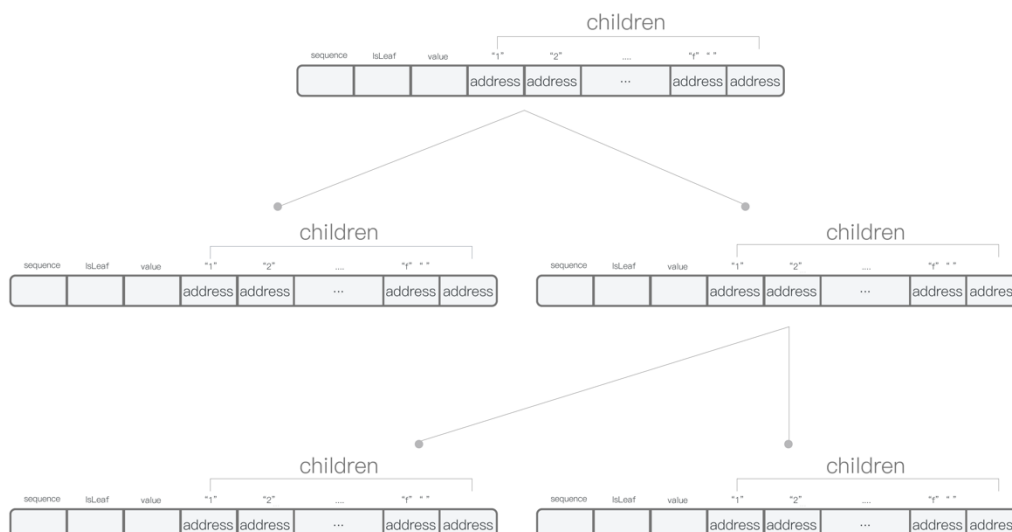 children
sequence IsLeaf value "1" "2" .... "f" " "
address address ... address address
children children
sequence IsLeaf value "1" "2" .... "f" " " sequence IsLeaf value "1" "2" .... "f" " "
address address ... address address address address ... address address
children children
sequence IsLeaf value "1" "2" .... "f" " " sequence IsLeaf value "1" "2" .... "f" " "
address address ... address address address address ... address address